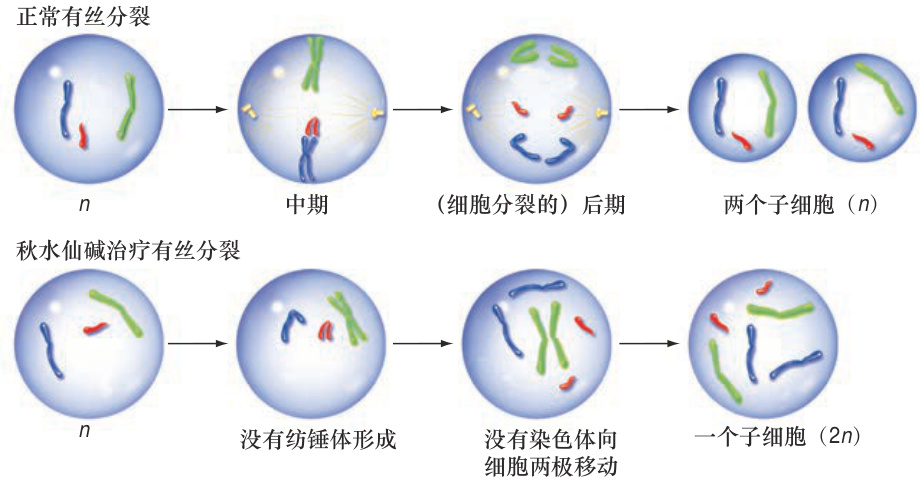 正常有丝分裂
n
中期
（细胞分裂的）后期
两个子细胞（n）
秋水仙碱治疗有丝分裂
n
没有纺锤体形成
没有染色体向
细胞两极移动
一个子细胞（2n）